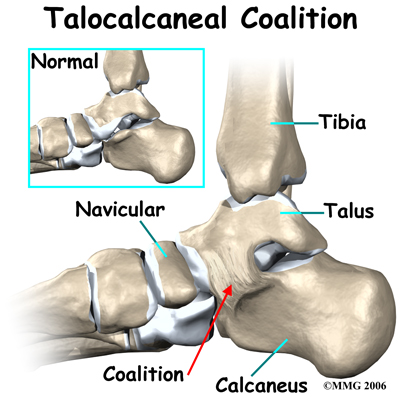 Talocalcaneal Coalition
Normal
Tibia
Navicular
Talus
Coalition
Calcaneus
©MMG 2006